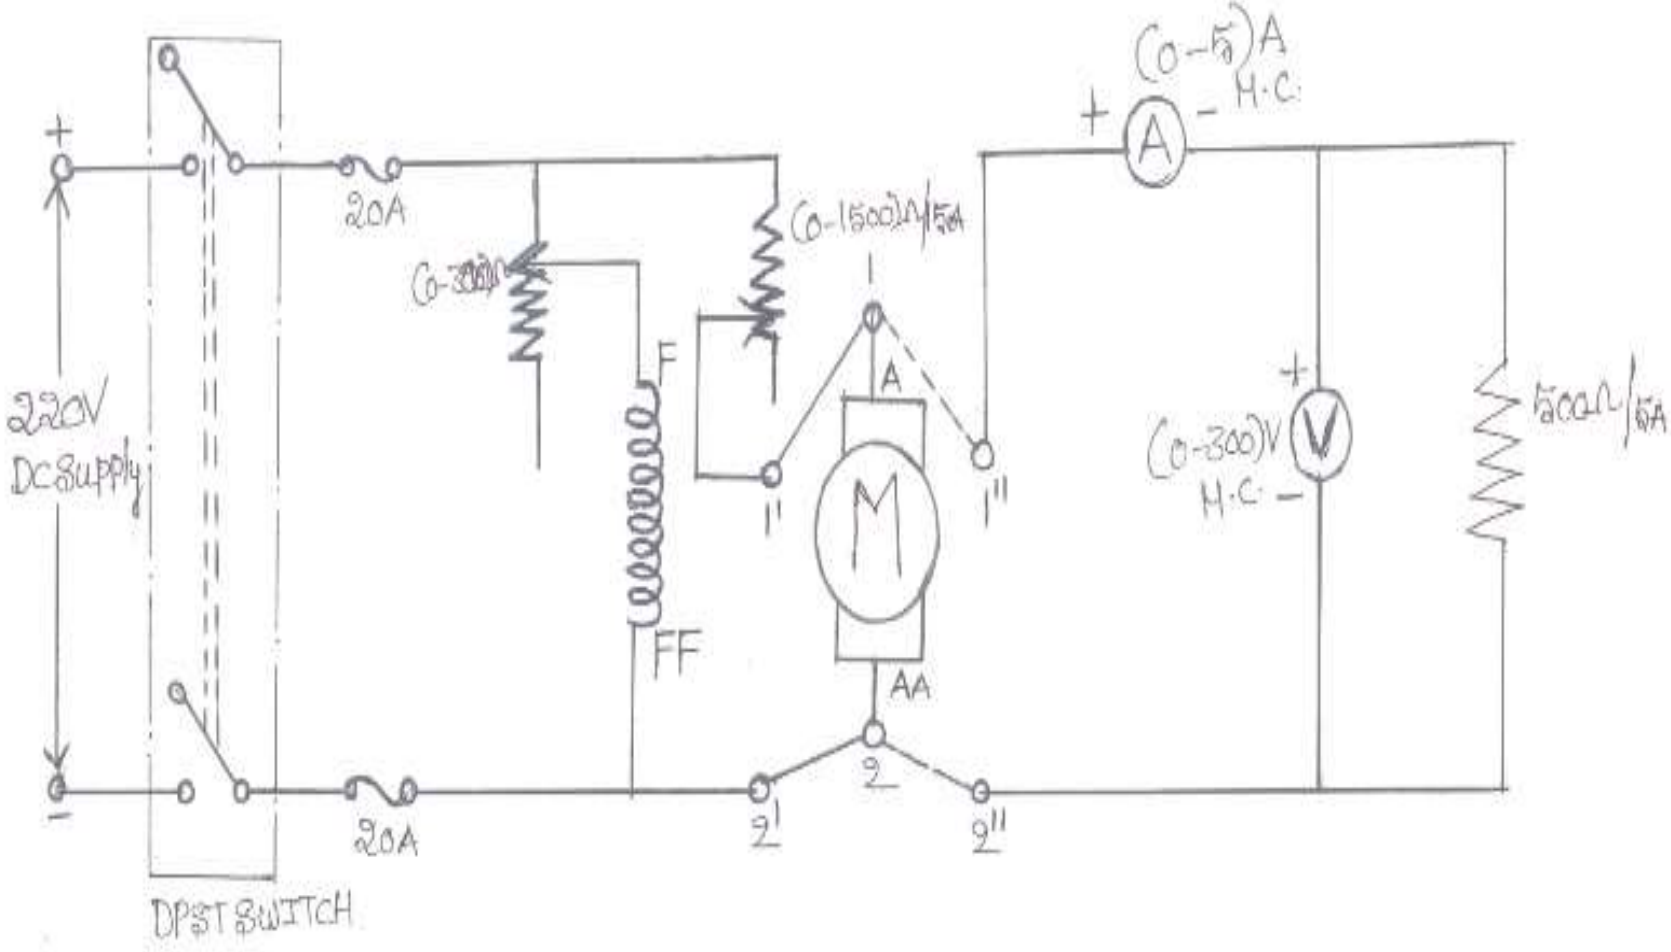 (0-5)A
M.C.
+
-
A
+
20A
(0-1500)Ω/
1
F
A
220V
DC Supply
+
V
(0-300)V
M.C. -
500Ω/5A
1'
M
1"
FF
AA
2
-
20A
2'
2"
DPST SWITCH